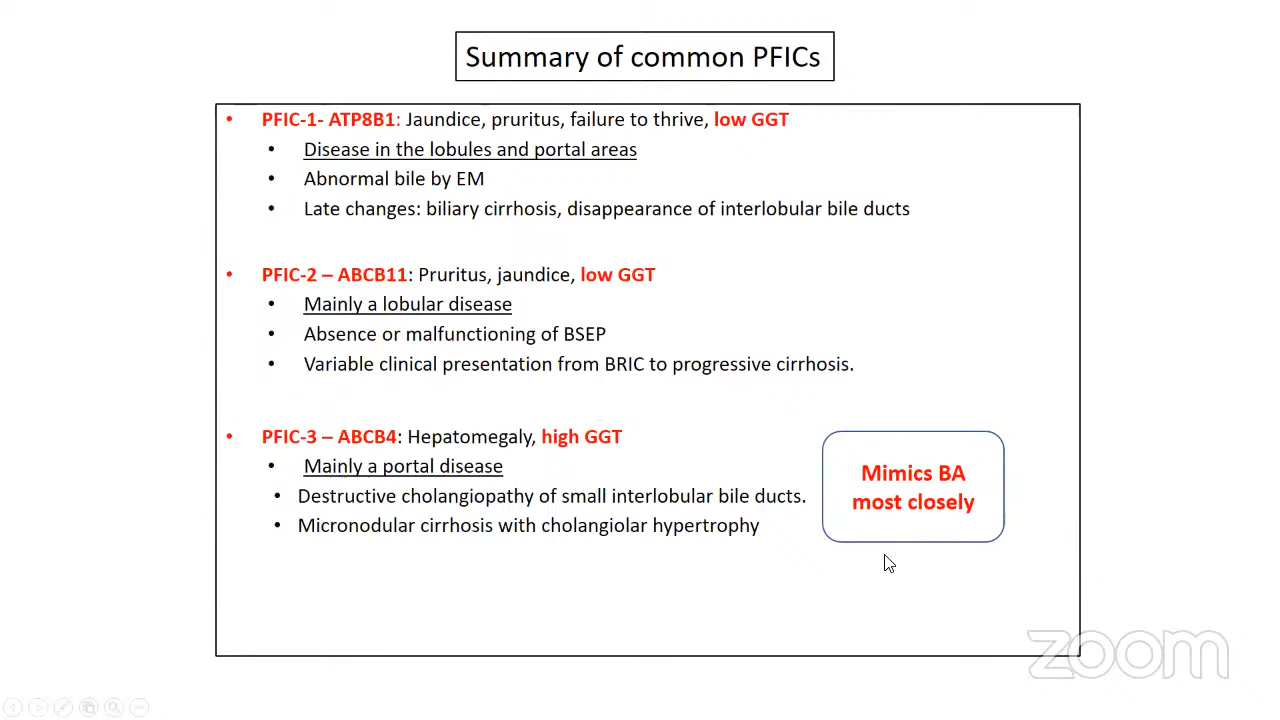 Summary of common PFICs
• PFIC-1- ATP8B1: Jaundice, pruritus, failure to thrive, low GGT
• Disease in the lobules and portal areas
• Abnormal bile by EM
• Late changes: biliary cirrhosis, disappearance of interlobular bile ducts
• PFIC-2 – ABCB11: Pruritus, jaundice, low GGT
• Mainly a lobular disease
• Absence or malfunctioning of BSEP
• Variable clinical presentation from BRIC to progressive cirrhosis.
• PFIC-3 – ABCB4: Hepatomegaly, high GGT
• Mainly a portal disease
• Destructive cholangiopathy of small interlobular bile ducts.
• Micronodular cirrhosis with cholangiolar hypertrophy
Mimics BA
most closely
zoom